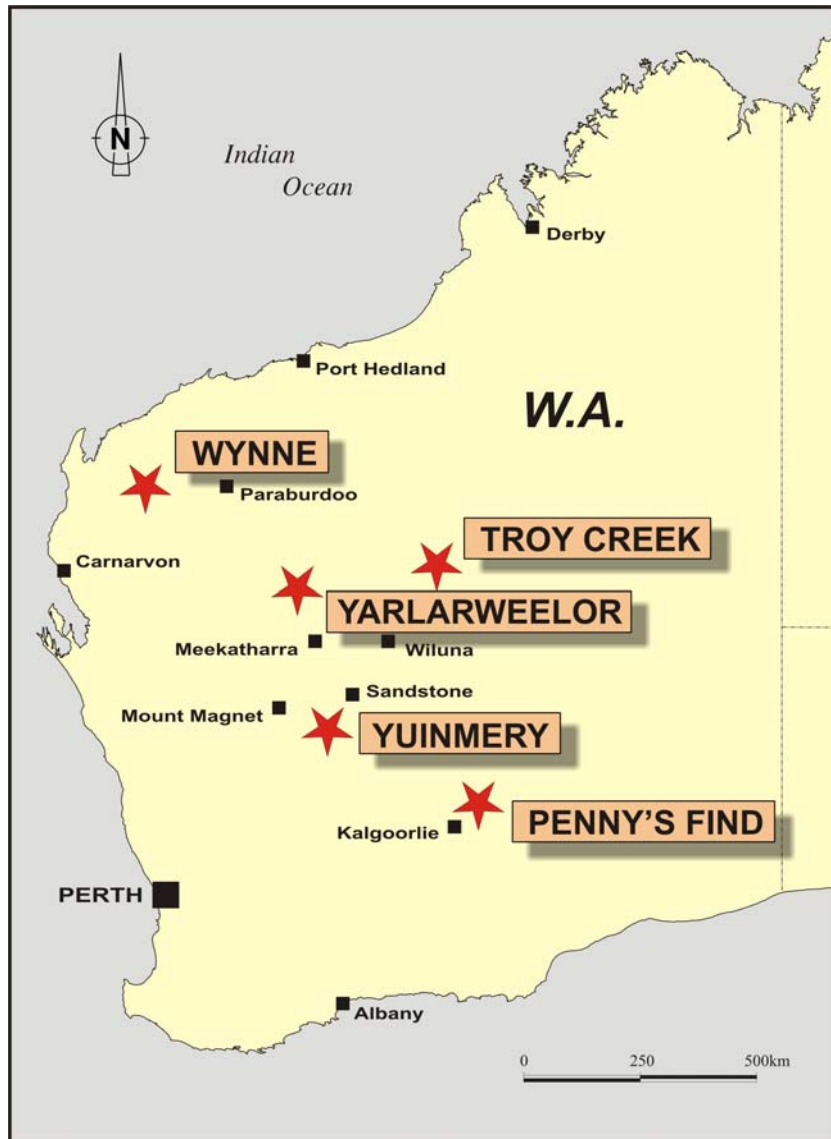 N
Indian
Ocean
Derby
Port Hedland
W.A.
WYNNE
Paraburdoo
TROY CREEK
Carnarvon
YARLARWEELOR
Meekatharra
Wiluna
Sandstone
Mount Magnet
YUINMERY
PENNY'S FIND
Kalgoorlie
PERTH
Albany
0 250 500km